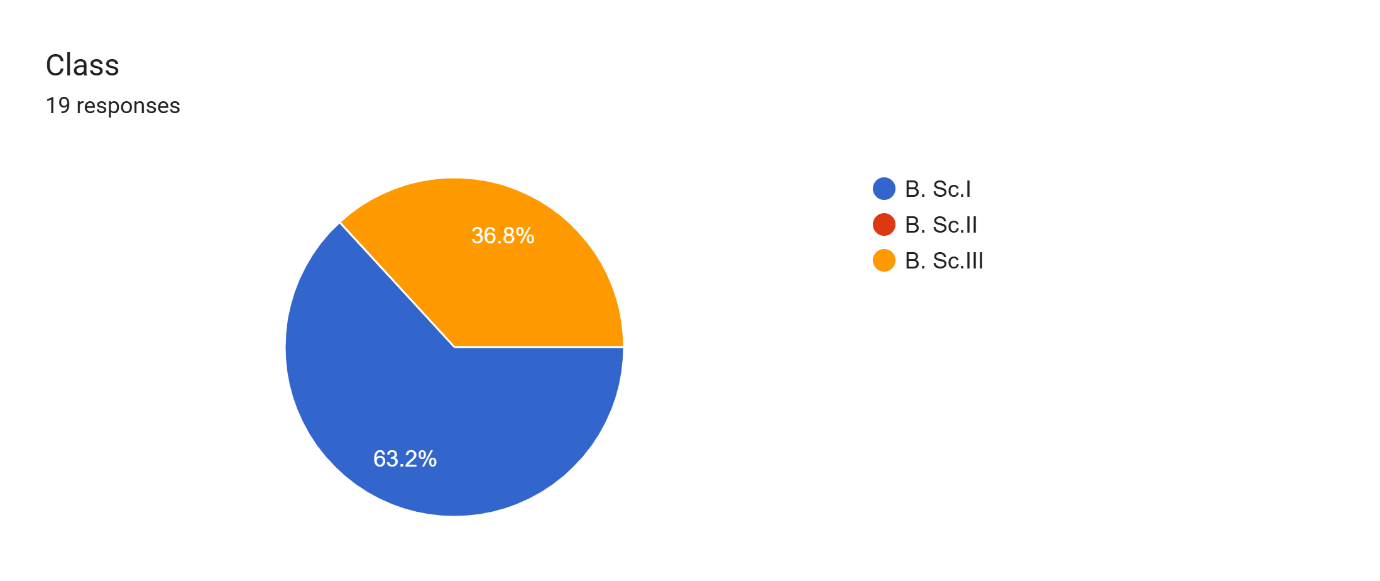 Class
19 responses
36.8%
63.2%
B. Sc.I
B. Sc.II
B. Sc.III